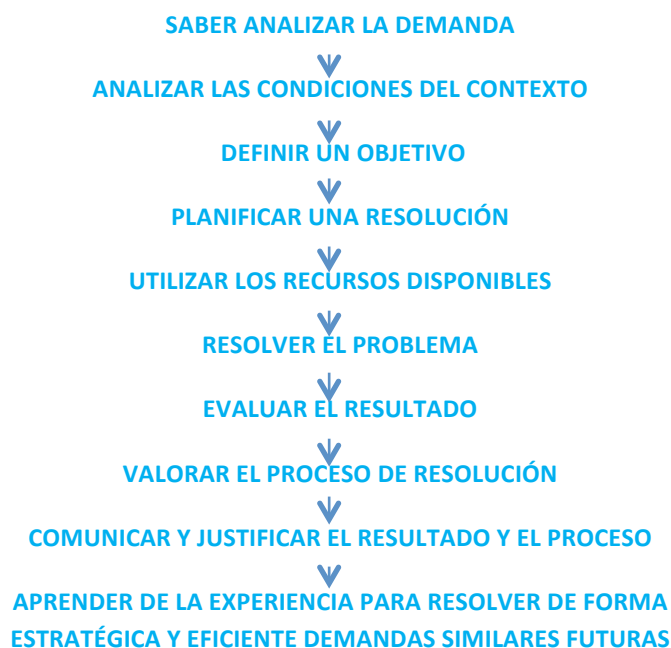 SABER ANALIZAR LA DEMANDA
ANALIZAR LAS CONDICIONES DEL CONTEXTO
DEFINIR UN OBJETIVO
PLANIFICAR UNA RESOLUCIÓN
UTILIZAR LOS RECURSOS DISPONIBLES
RESOLVER EL PROBLEMA
EVALUAR EL RESULTADO
VALORAR EL PROCESO DE RESOLUCIÓN
COMUNICAR Y JUSTIFICAR EL RESULTADO Y EL PROCESO
APRENDER DE LA EXPERIENCIA PARA RESOLVER DE FORMA
ESTRATÉGICA Y EFICIENTE DEMANDAS SIMILARES FUTURAS